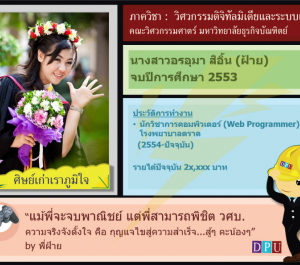 ภาควิชา : วิศวกรรมดิจิทัลมีเดียและระบบ
คณะวิศวกรรมศาตร์ มหาวิทยาลัยธุรกิจบัณฑิตย์
นางสาวอรอุมา สิอิ้น (ฝ้าย)
จบปีการศึกษา 2553
ประวัติการทำงาน
- นักวิชาการคอมพิวเตอร์ (Web Programmer)
โรงพยาบาลตราด
(2554-ปัจจุบัน)
รายได้ปัจจุบัน 2x,xxx บาท
ศิษย์เก่าเราภูมิใจ
"แม้พี่จะจบพาณิชย์ แต่พี่สามารถพิชิต วศบ.
ความจริงจังตั้งใจ คือ กุญแจไขสู่ความสำเร็จ...สู้ๆ คะน้องๆ"
by พี่ฝ้าย
DPU